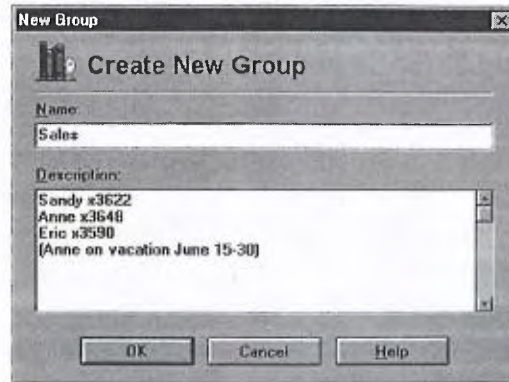 New Group
Create New Group
Name:
Sales
Description:
Sandy x3622
Anne x3648
Eric x3590
(Anne on vacation June 15-30)
OK
Cancel
Help